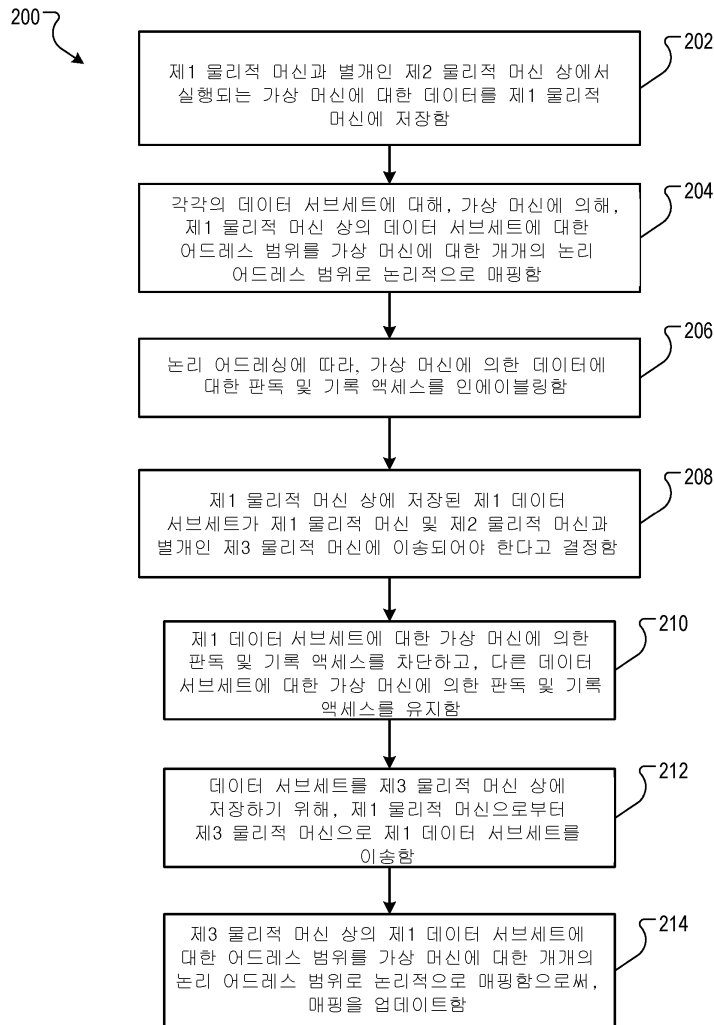 200
202
제1 물리적 머신과 별개인 제2 물리적 머신 상에서
실행되는 가상 머신에 대한 데이터를 제1 물리적
머신에 저장함
204
각각의 데이터 서브세트에 대해, 가상 머신에 의해,
제1 물리적 머신 상의 데이터 서브세트에 대한
어드레스 범위를 가상 머신에 대한 개개의 논리
어드레스 범위로 논리적으로 매핑함
206
논리 어드레싱에 따라, 가상 머신에 의한 데이터에
대한 판독 및 기록 액세스를 인에이블링함
208
제1 물리적 머신 상에 저장된 제1 데이터
서브세트가 제1 물리적 머신 및 제2 물리적 머신과
별개인 제3 물리적 머신에 이송되어야 한다고 결정함
210
제1 데이터 서브세트에 대한 가상 머신에 의한
판독 및 기록 액세스를 차단하고, 다른 데이터
서브세트에 대한 가상 머신에 의한 판독 및 기록
액세스를 유지함
212
데이터 서브세트를 제3 물리적 머신 상에
저장하기 위해, 제1 물리적 머신으로부터
제3 물리적 머신으로 제1 데이터 서브세트를
이송함
214
제3 물리적 머신 상의 제1 데이터 서브세트에
대한 어드레스 범위를 가상 머신에 대한 개개의
논리 어드레스 범위로 논리적으로 매핑함으로써,
매핑을 업데이트함